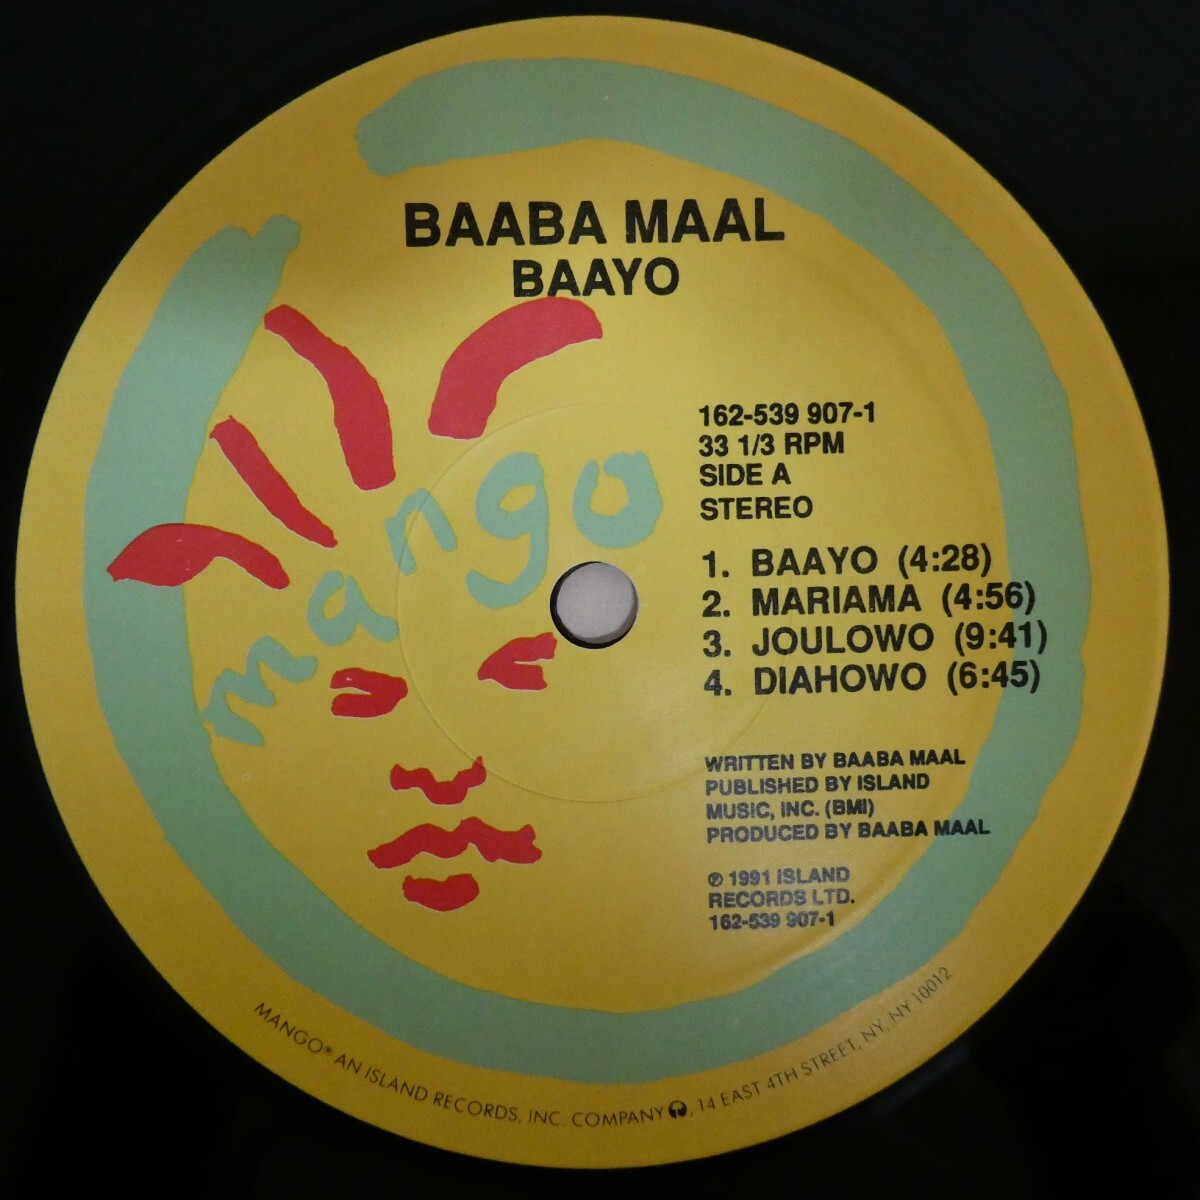 BAABA MAAL
BAAYO
162-539 907-1
33 1/3 RPM
SIDE A
STEREO
mango
1. BAAYO (4:28)
2. MARIAMA (4:56)
3. JOULOWO (9:41)
4. DIAHOWO (6:45)
WRITTEN BY BAABA MAAL
PUBLISHED BY ISLAND
MUSIC, INC. (BMI)
PRODUCED BY BAABA MAAL
℗ 1991 ISLAND
RECORDS LTD.
162-539 907-1
MANGO® AN ISLAND RECORDS, INC. COMPANY, 14 EAST 4TH STREET, NY, NY 10012